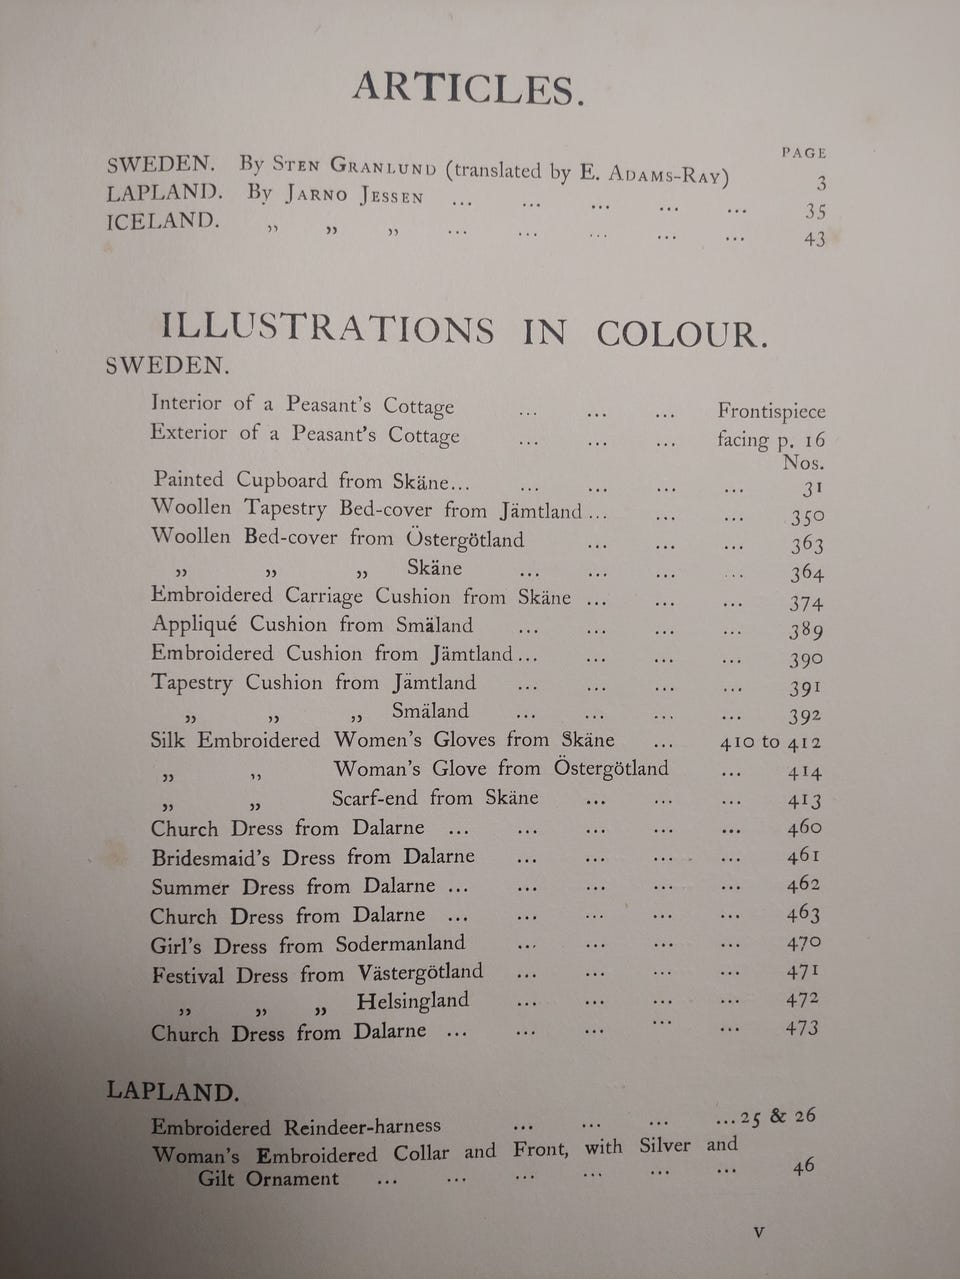 ARTICLES.
PAGE
SWEDEN. By Sten Granlund (translated by E. Adams-Ray) 3
LAPLAND. By Jarno Jessen ... ... ... ... ... 35
ICELAND. „ „ „ ... ... ... ... ... 43
ILLUSTRATIONS IN COLOUR.
SWEDEN.
Interior of a Peasant's Cottage ... ... ... Frontispiece
Exterior of a Peasant's Cottage ... ... ... facing p. 16
Nos.
Painted Cupboard from Skäne... ... ... ... ... 31
Woollen Tapestry Bed-cover from Jämtland ... ... ... 350
Woollen Bed-cover from Östergötland ... ... ... 363
„ „ „ Skäne ... ... ... ... 364
Embroidered Carriage Cushion from Skäne ... ... ... 374
Appliqué Cushion from Smäland ... ... ... ... 389
Embroidered Cushion from Jämtland ... ... ... ... 390
Tapestry Cushion from Jämtland ... ... ... ... 391
„ „ „ Smäland ... ... ... ... 392
Silk Embroidered Women's Gloves from Skäne ... 410 to 412
„ „ Woman's Glove from Östergötland ... 414
„ „ Scarf-end from Skäne ... ... ... 413
Church Dress from Dalarne ... ... ... ... ... 460
Bridesmaid's Dress from Dalarne ... ... ... ... 461
Summer Dress from Dalarne ... ... ... ... ... 462
Church Dress from Dalarne ... ... ... ... ... 463
Girl's Dress from Sodermanland ... ... ... ... 470
Festival Dress from Västergötland ... ... ... ... 471
„ „ „ Helsingland ... ... ... ... 472
Church Dress from Dalarne ... ... ... ... ... 473
LAPLAND.
Embroidered Reindeer-harness ... ... ... ... 25 & 26
Woman's Embroidered Collar and Front, with Silver and
Gilt Ornament ... ... ... ... ... ... 46
v